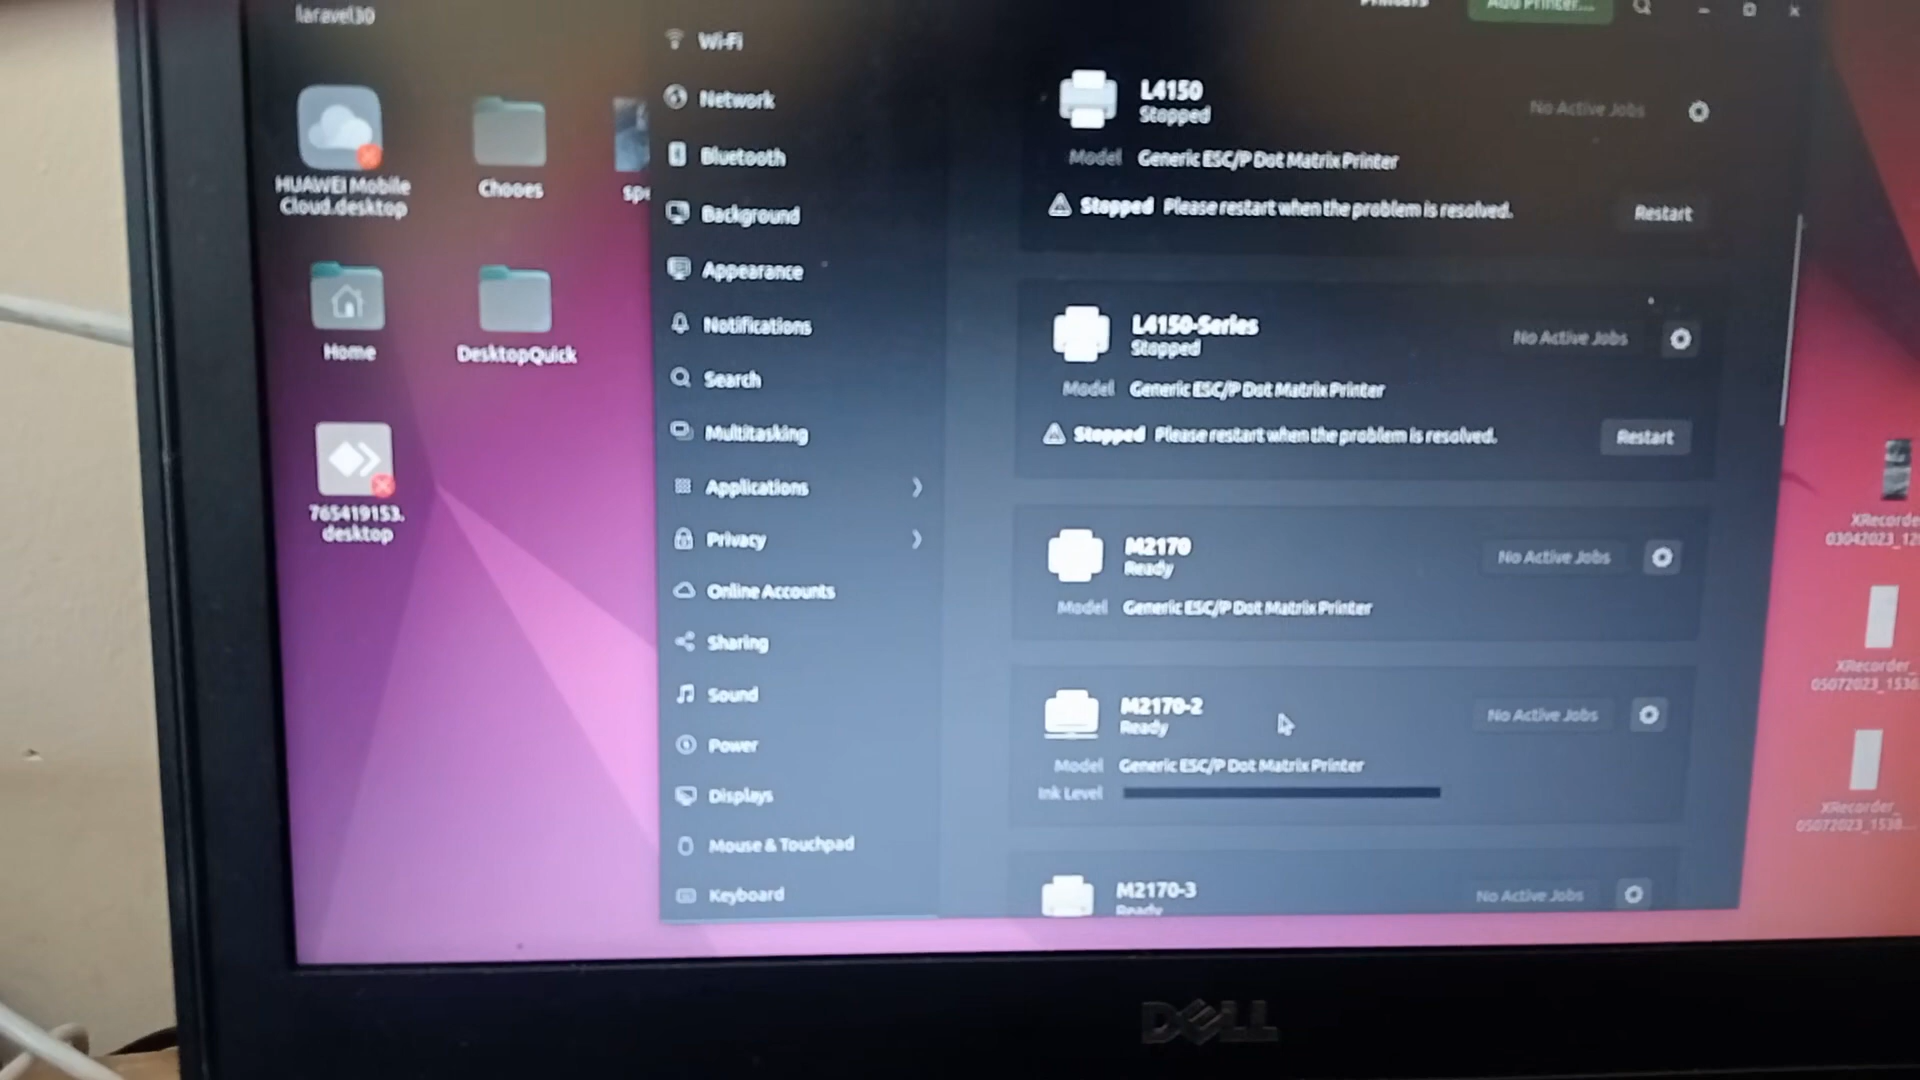 laravel30
HUAWEI Mobile
Cloud.desktop
Chooes
Home
DesktopQuick
765419153.
desktop
Wi-Fi
Network
Bluetooth
Background
Appearance
Notifications
Search
Multitasking
Applications
Privacy
Online Accounts
Sharing
Sound
Power
Displays
Mouse & Touchpad
Keyboard
Printers
Add Printer...
L4150
Stopped
No Active Jobs
Model Generic ESC/P Dot Matrix Printer
Stopped Please restart when the problem is resolved.
Restart
L4150-Series
Stopped
No Active Jobs
Model Generic ESC/P Dot Matrix Printer
Stopped Please restart when the problem is resolved.
Restart
M2170
Ready
No Active Jobs
Model Generic ESC/P Dot Matrix Printer
M2170-2
Ready
No Active Jobs
Model Generic ESC/P Dot Matrix Printer
Ink Level
M2170-3
Ready
No Active Jobs
XRecorder_
05072023_1538...
DELL